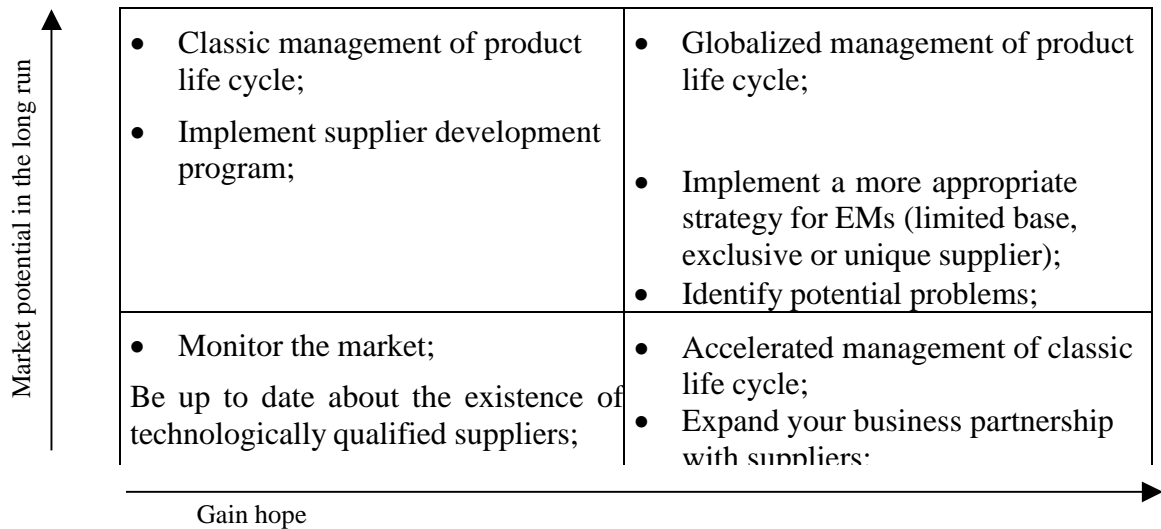 Market potential in the long run
• Classic management of product
life cycle;
• Implement supplier development
program;
• Globalized management of product
life cycle;
• Implement a more appropriate
strategy for EMs (limited base,
exclusive or unique supplier);
• Identify potential problems;
• Monitor the market;
Be up to date about the existence of
technologically qualified suppliers;
• Accelerated management of classic
life cycle;
• Expand your business partnership
with suppliers;
Gain hope